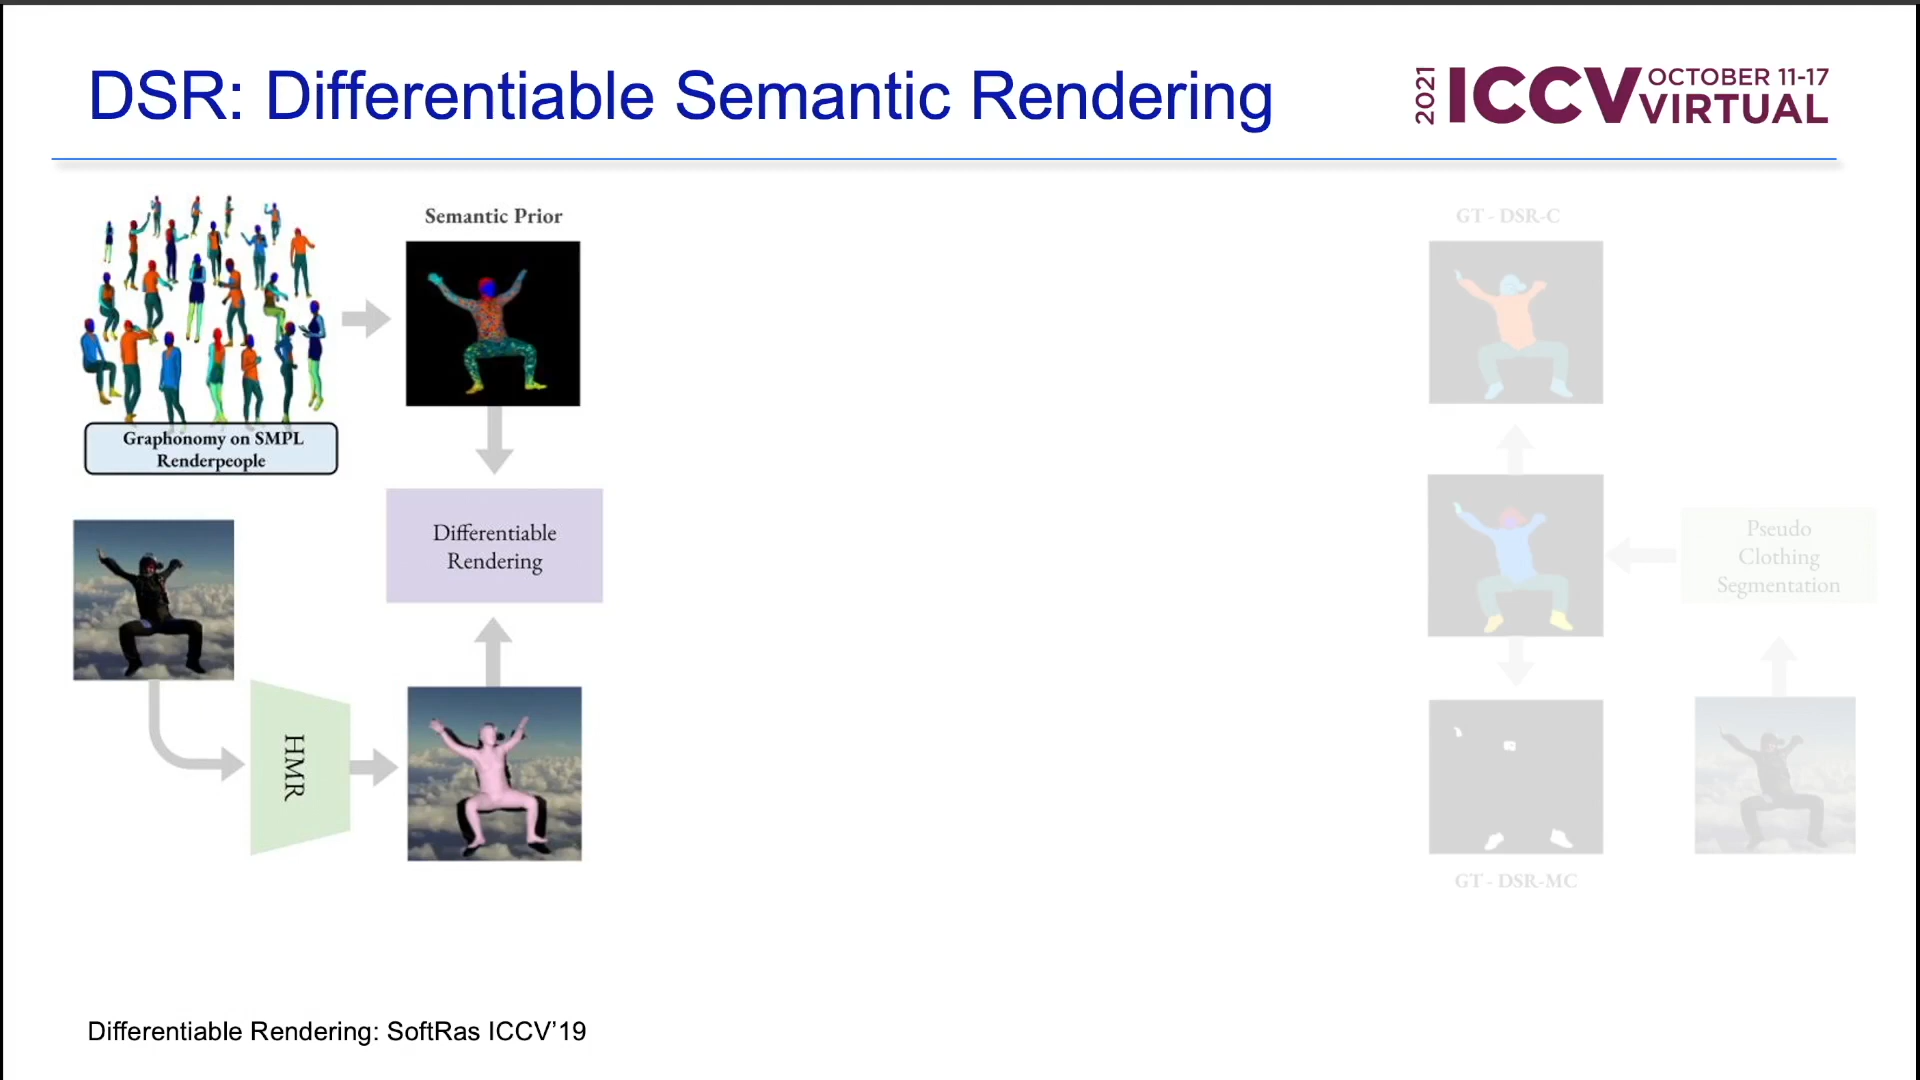 DSR: Differentiable Semantic Rendering
2021 ICCV OCTOBER 11-17
VIRTUAL
Semantic Prior
Graphonomy on SMPL
Renderpeople
Differentiable
Rendering
HMR
GT - DSR-C
Pseudo
Clothing
Segmentation
GT - DSR-MC
Differentiable Rendering: SoftRas ICCV’19